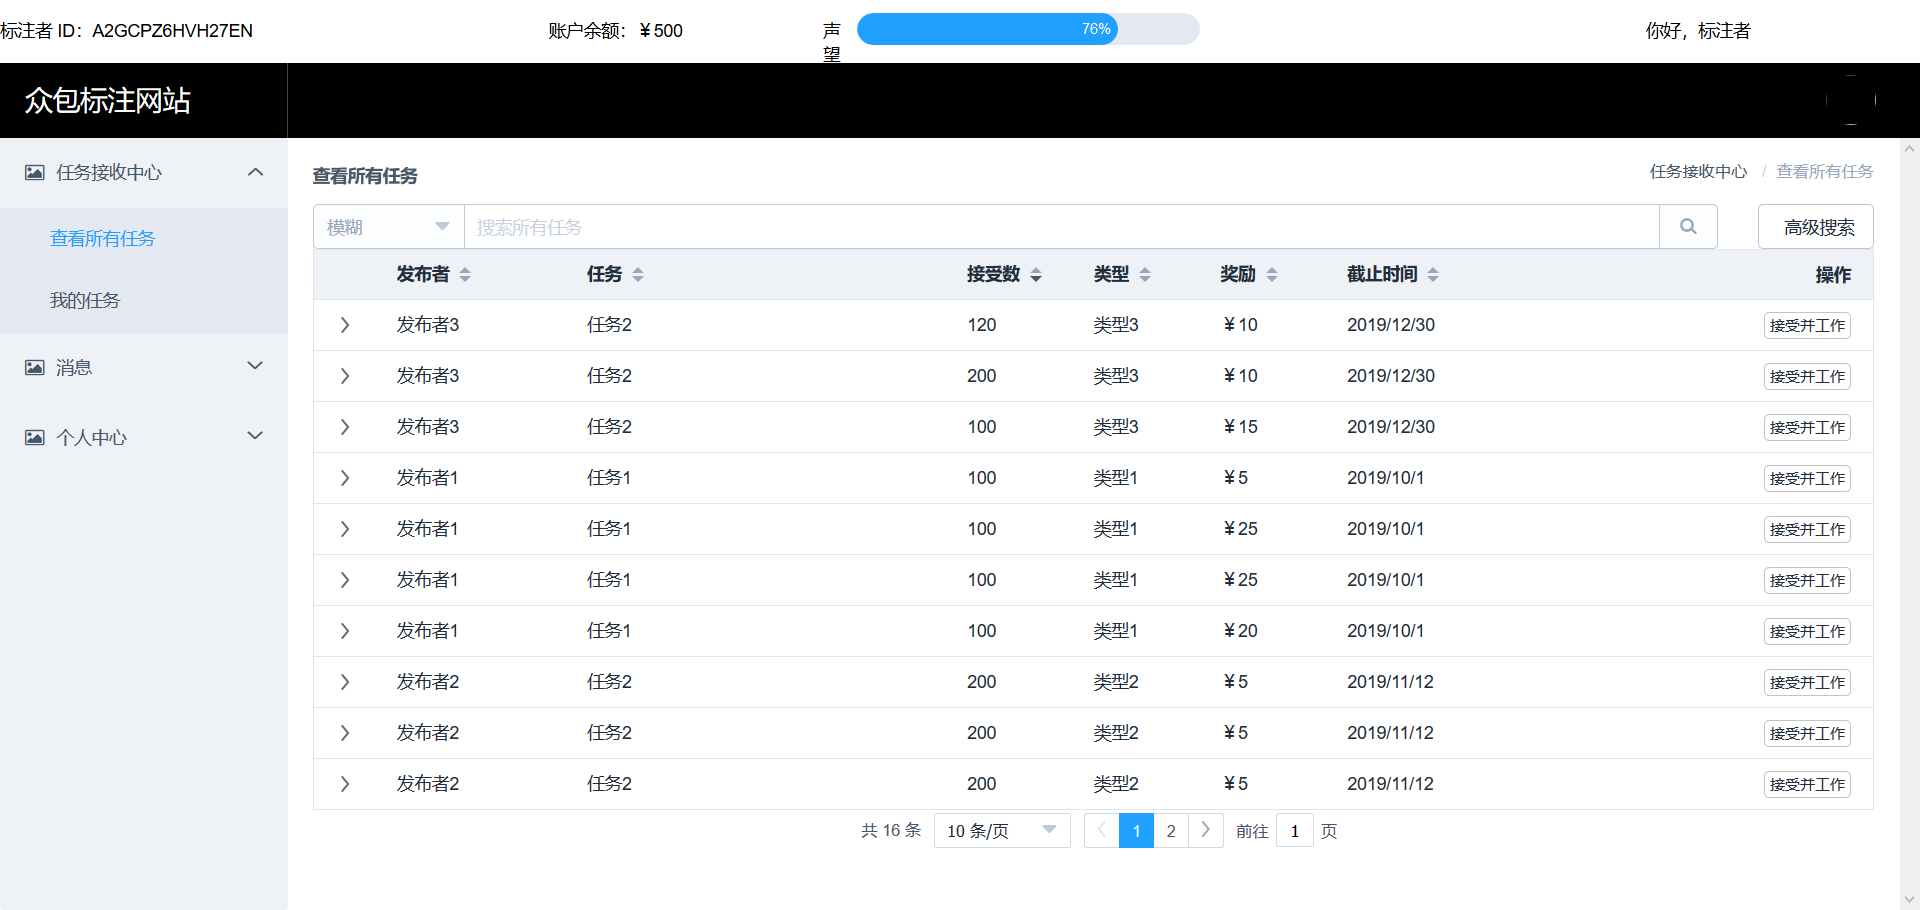 标注者 ID：A2GCPZ6HVH27EN
账户余额：￥500
声望
76%
你好，标注者
众包标注网站
任务接收中心
查看所有任务
我的任务
消息
个人中心
查看所有任务
任务接收中心 / 查看所有任务
模糊 搜索所有任务 高级搜索
发布者 任务 接受数 类型 奖励 截止时间 操作
发布者3 任务2 120 类型3 ￥10 2019/12/30 接受并工作
发布者3 任务2 200 类型3 ￥10 2019/12/30 接受并工作
发布者3 任务2 100 类型3 ￥15 2019/12/30 接受并工作
发布者1 任务1 100 类型1 ￥5 2019/10/1 接受并工作
发布者1 任务1 100 类型1 ￥25 2019/10/1 接受并工作
发布者1 任务1 100 类型1 ￥25 2019/10/1 接受并工作
发布者1 任务1 100 类型1 ￥20 2019/10/1 接受并工作
发布者2 任务2 200 类型2 ￥5 2019/11/12 接受并工作
发布者2 任务2 200 类型2 ￥5 2019/11/12 接受并工作
发布者2 任务2 200 类型2 ￥5 2019/11/12 接受并工作
共 16 条 10 条/页 1 2 前往 1 页